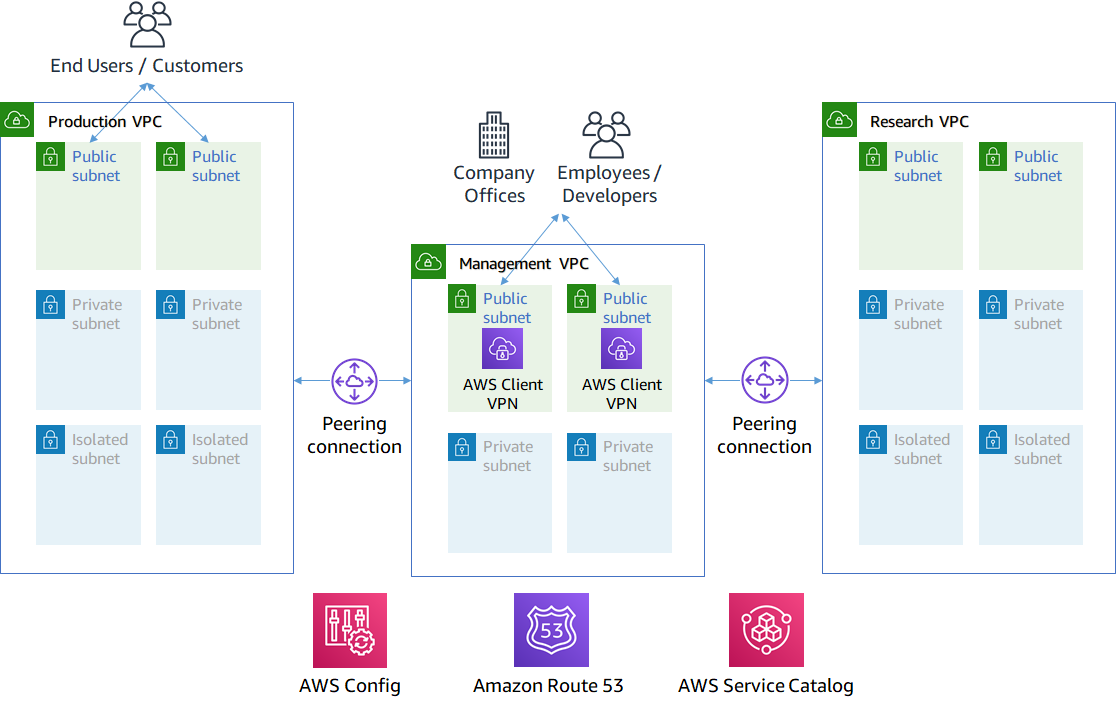 End Users / Customers
Production VPC
Public
subnet
Public
subnet
Private
subnet
Private
subnet
Isolated
subnet
Isolated
subnet
Peering
connection
Company
Offices
Employees /
Developers
Management VPC
Public
subnet
AWS Client
VPN
Public
subnet
AWS Client
VPN
Private
subnet
Private
subnet
Peering
connection
Research VPC
Public
subnet
Public
subnet
Private
subnet
Private
subnet
Isolated
subnet
Isolated
subnet
AWS Config
53
Amazon Route 53
AWS Service Catalog